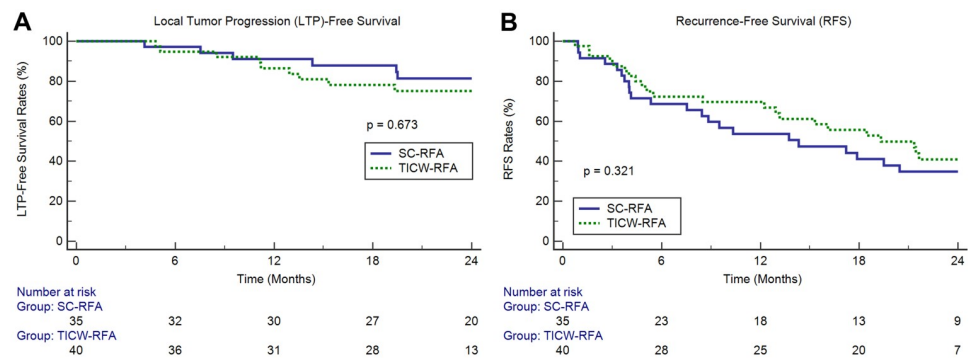 A
Local Tumor Progression (LTP)-Free Survival
LTP-Free Survival Rates (%)
100
80
60
40
20
0
p = 0.673
SC-RFA
TICW-RFA
0 6 12 18 24
Time (Months)
Number at risk
Group: SC-RFA
35 32 30 27 20
Group: TICW-RFA
40 36 31 28 13
B
Recurrence-Free Survival (RFS)
RFS Rates (%)
100
80
60
40
20
0
p = 0.321
SC-RFA
TICW-RFA
0 6 12 18 24
Time (Months)
Number at risk
Group: SC-RFA
35 23 18 13 9
Group: TICW-RFA
40 28 25 20 7